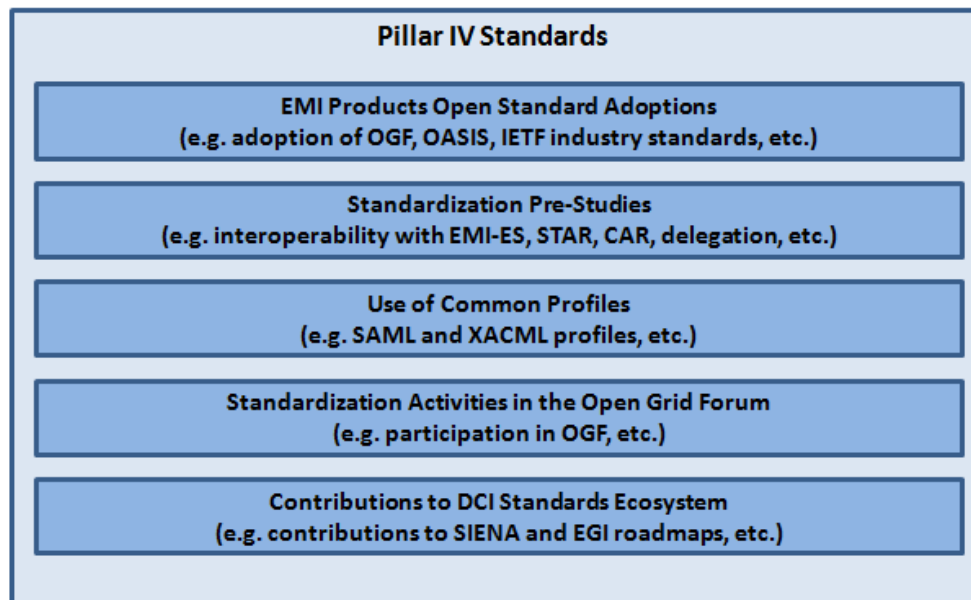 Pillar IV Standards
EMI Products Open Standard Adoptions
(e.g. adoption of OGF, OASIS, IETF industry standards, etc.)
Standardization Pre-Studies
(e.g. interoperability with EMI-ES, STAR, CAR, delegation, etc.)
Use of Common Profiles
(e.g. SAML and XACML profiles, etc.)
Standardization Activities in the Open Grid Forum
(e.g. participation in OGF, etc.)
Contributions to DCI Standards Ecosystem
(e.g. contributions to SIENA and EGI roadmaps, etc.)